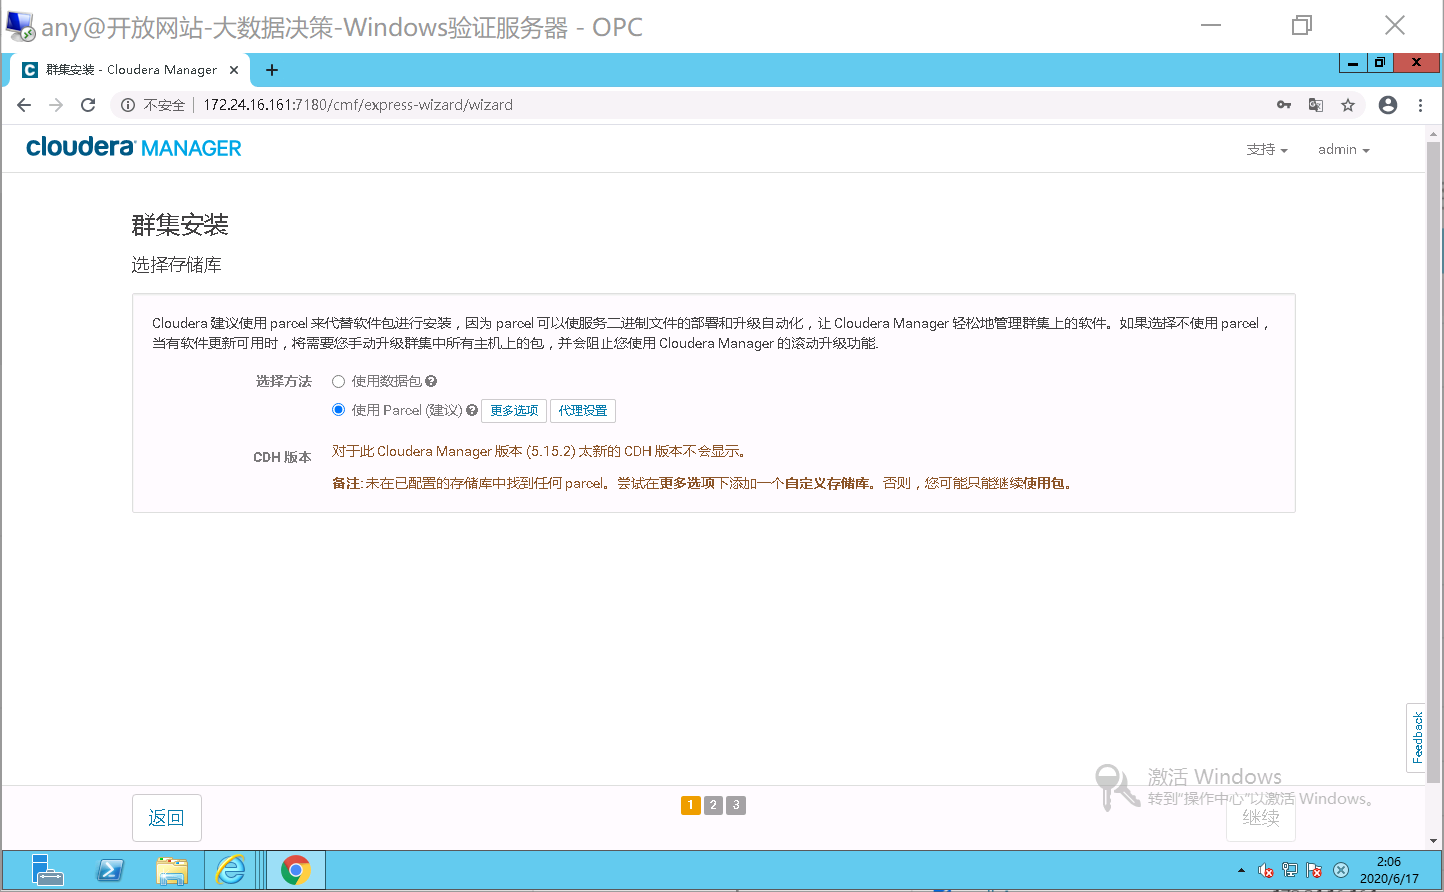 any@开放网站-大数据决策-Windows验证服务器 - OPC
群集安装 - Cloudera Manager
不安全 | 172.24.16.161:7180/cmf/express-wizard/wizard
cloudera MANAGER
支持
admin
群集安装
选择存储库
Cloudera 建议使用 parcel 来代替软件包进行安装，因为 parcel 可以使服务二进制文件的部署和升级自动化，让 Cloudera Manager 轻松地管理群集上的软件。如果选择不使用 parcel，
当有软件更新可用时，将需要您手动升级群集中所有主机上的包，并会阻止您使用 Cloudera Manager 的滚动升级功能.
选择方法
使用数据包
使用 Parcel (建议)
更多选项
代理设置
CDH 版本
对于此 Cloudera Manager 版本 (5.15.2) 太新的 CDH 版本不会显示。
备注: 未在已配置的存储库中找到任何 parcel。尝试在更多选项下添加一个自定义存储库。否则，您可能只能继续使用包。
Feedback
激活 Windows
转到"操作中心"以激活 Windows。
返回
1 2 3
继续
2:06
2020/6/17